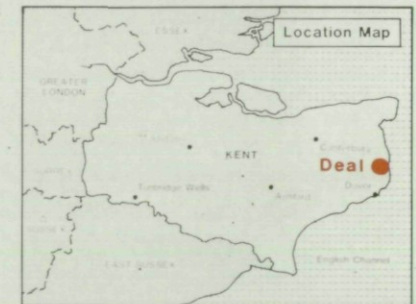 Location Map
ESSEX
GREATER
LONDON
KENT
Canterbury
Deal
Dover
Tunbridge Wells
Ashford
English Channel
EAST SUSSEX